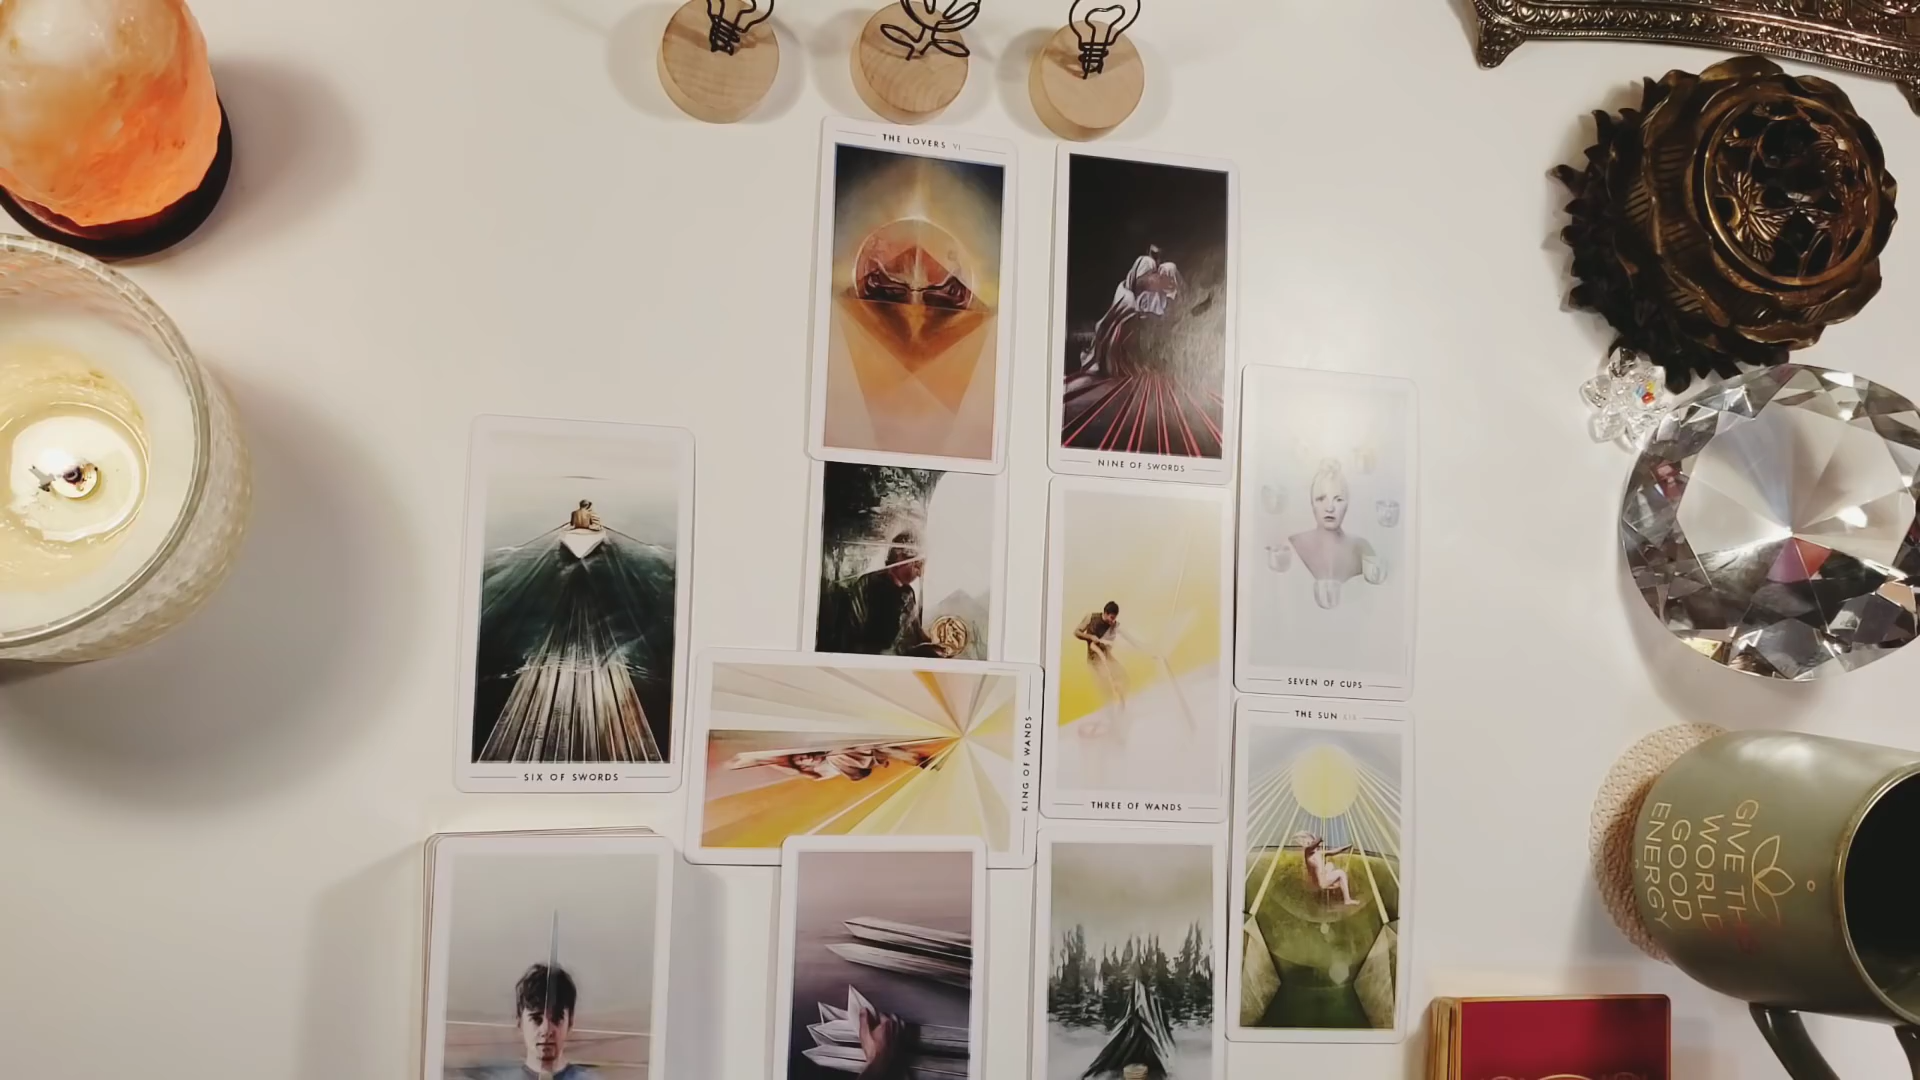 THE LOVERS VI
NINE OF SWORDS
SIX OF SWORDS
KING OF WANDS
THREE OF WANDS
SEVEN OF CUPS
THE SUN XIX
GIVE THE
WORLD
GOOD
ENERGY